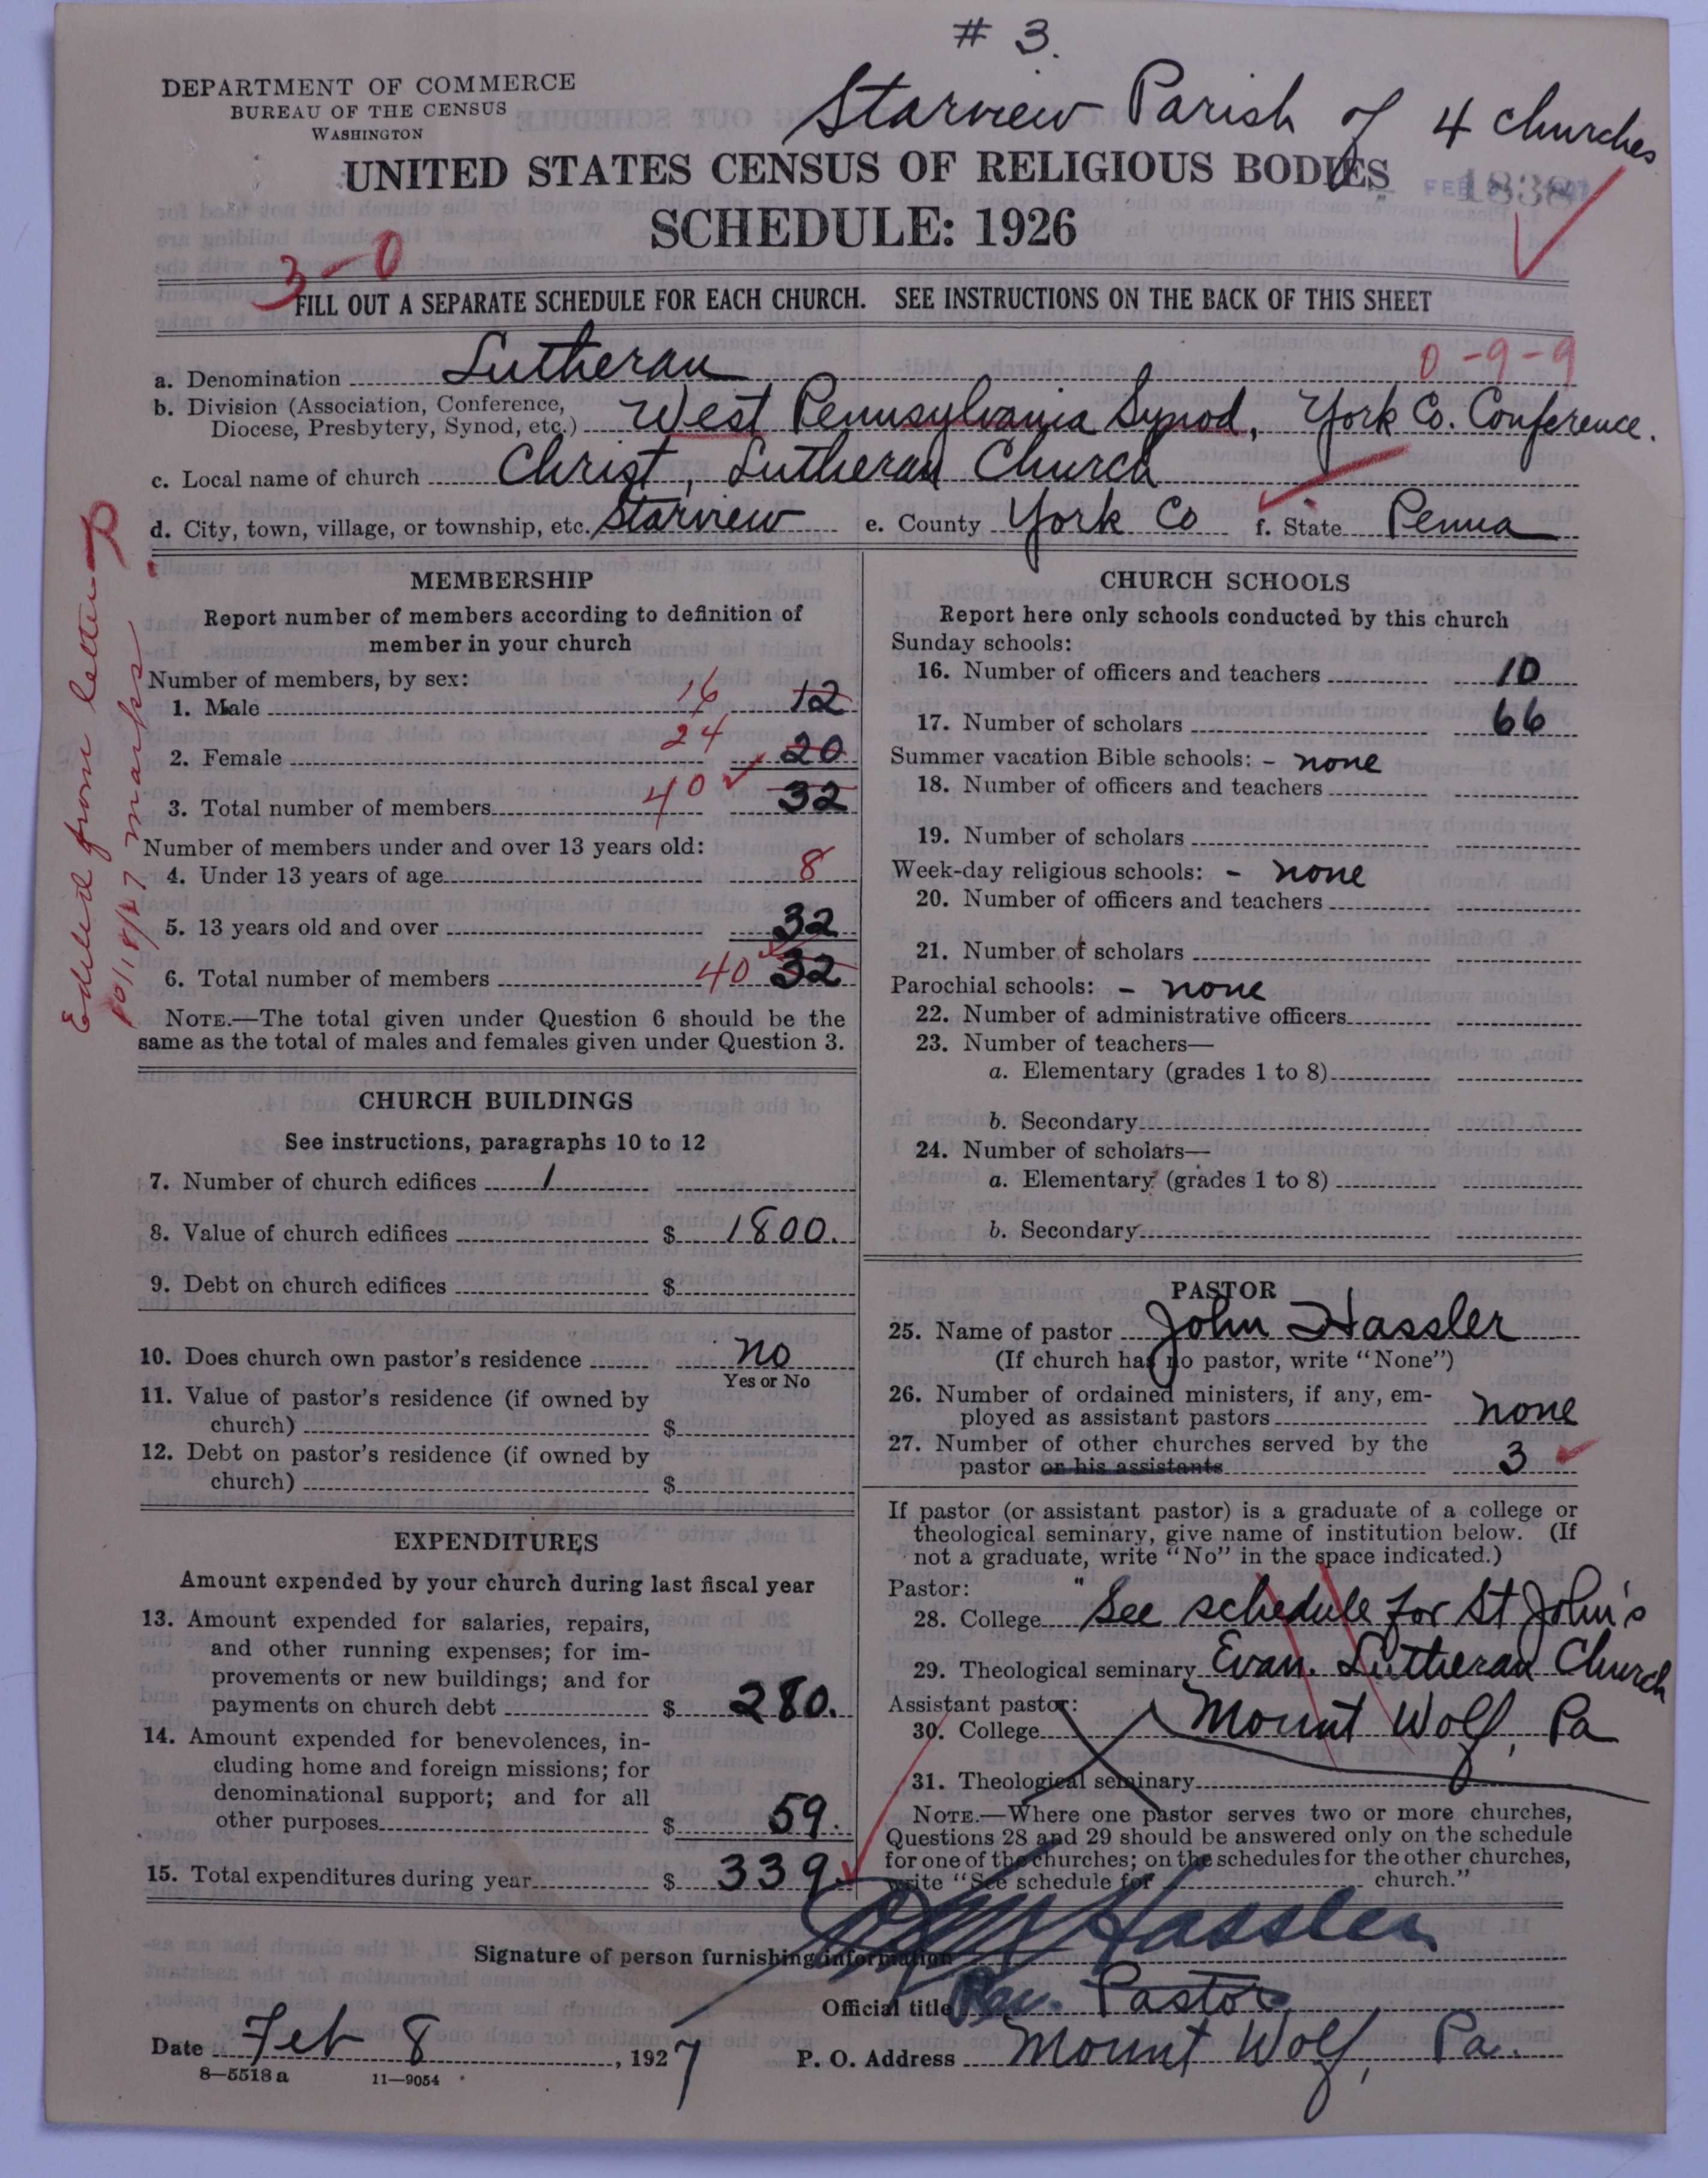 # 3.
Starview Parish of 4 churches
DEPARTMENT OF COMMERCE
BUREAU OF THE CENSUS
WASHINGTON
UNITED STATES CENSUS OF RELIGIOUS BODIES
FEB 1838
SCHEDULE: 1926
3-0
FILL OUT A SEPARATE SCHEDULE FOR EACH CHURCH. SEE INSTRUCTIONS ON THE BACK OF THIS SHEET
0-9-9
a. Denomination Lutheran
b. Division (Association, Conference,
Diocese, Presbytery, Synod, etc.) West Pennsylvania Synod, York Co. Conference.
c. Local name of church Christ, Lutheran Church
d. City, town, village, or township, etc. Starview e. County York Co f. State Penna
Edited from letter
10/18/27 marks
MEMBERSHIP
Report number of members according to definition of
member in your church
Number of members, by sex:
1. Male 16 12
2. Female 24 20
3. Total number of members 40 32
Number of members under and over 13 years old:
4. Under 13 years of age 8
5. 13 years old and over 32
6. Total number of members 40 32
NOTE.—The total given under Question 6 should be the
same as the total of males and females given under Question 3.
CHURCH BUILDINGS
See instructions, paragraphs 10 to 12
7. Number of church edifices 1
8. Value of church edifices $ 1800.
9. Debt on church edifices $
10. Does church own pastor's residence no
Yes or No
11. Value of pastor's residence (if owned by
church) $
12. Debt on pastor's residence (if owned by
church) $
EXPENDITURES
Amount expended by your church during last fiscal year
13. Amount expended for salaries, repairs,
and other running expenses; for im-
provements or new buildings; and for
payments on church debt $ 280.
14. Amount expended for benevolences, in-
cluding home and foreign missions; for
denominational support; and for all
other purposes $ 59.
15. Total expenditures during year $ 339
CHURCH SCHOOLS
Report here only schools conducted by this church
Sunday schools:
16. Number of officers and teachers 10
17. Number of scholars 66
Summer vacation Bible schools: - none
18. Number of officers and teachers
19. Number of scholars
Week-day religious schools: - none
20. Number of officers and teachers
21. Number of scholars
Parochial schools: - none
22. Number of administrative officers
23. Number of teachers—
a. Elementary (grades 1 to 8)
b. Secondary
24. Number of scholars—
a. Elementary (grades 1 to 8)
b. Secondary
PASTOR
25. Name of pastor John Hassler
(If church has no pastor, write "None")
26. Number of ordained ministers, if any, em-
ployed as assistant pastors none
27. Number of other churches served by the
pastor or his assistants 3
If pastor (or assistant pastor) is a graduate of a college or
theological seminary, give name of institution below. (If
not a graduate, write "No" in the space indicated.)
Pastor:
28. College "See schedule for St John's
29. Theological seminary Evan. Lutheran Church
Assistant pastor:
30. College Mount Wolf, Pa
31. Theological seminary
NOTE.—Where one pastor serves two or more churches,
Questions 28 and 29 should be answered only on the schedule
for one of the churches; on the schedules for the other churches,
write "See schedule for church."
Signature of person furnishing information Hassler
Official title Rev. Pastor
Date Feb 8, 1927 P. O. Address Mount Wolf, Pa.
8—5518a 11—9054